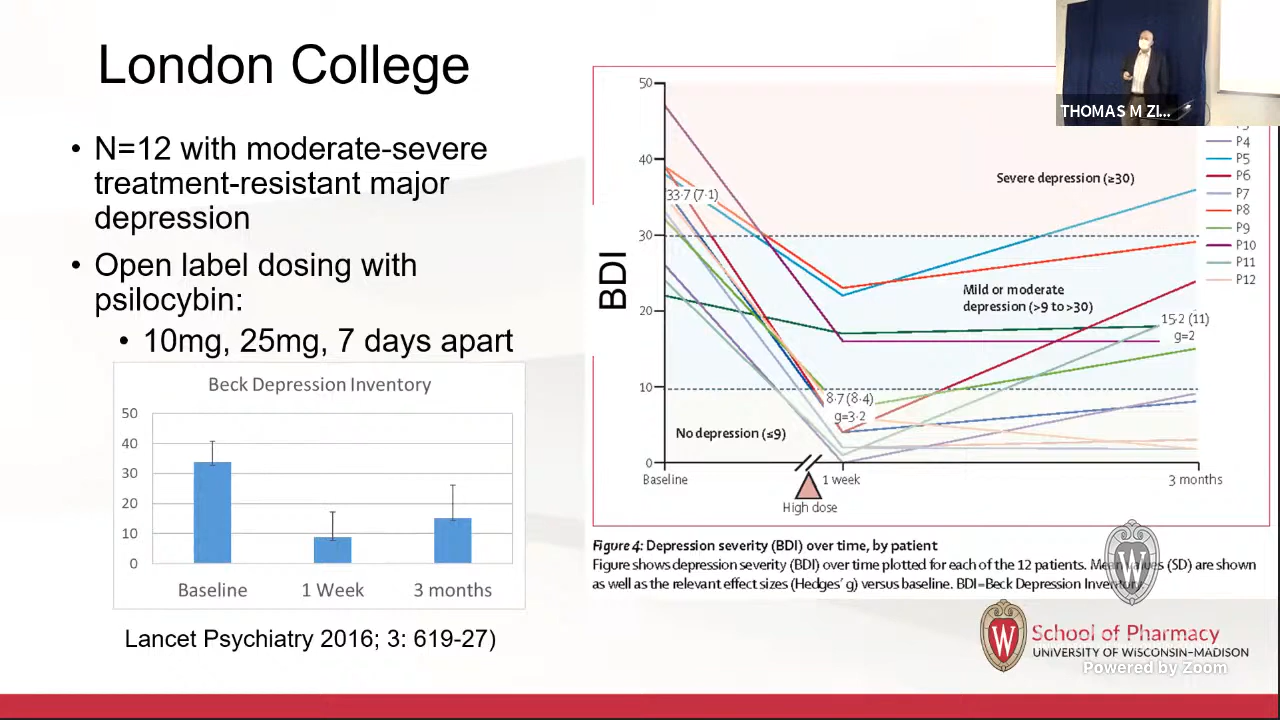 London College
• N=12 with moderate-severe
treatment-resistant major
depression
• Open label dosing with
psilocybin:
• 10mg, 25mg, 7 days apart
Beck Depression Inventory
50
40
30
20
10
0
Baseline
1 Week
3 months
Lancet Psychiatry 2016; 3: 619-27)
BDI
50
40
30
20
10
0
33·7 (7·1)
Severe depression (≥30)
Mild or moderate
depression (>9 to >30)
15·2 (11)
g=2
8·7 (8·4)
g=3·2
No depression (≤9)
Baseline
1 week
3 months
High dose
P4
P5
P6
P7
P8
P9
P10
P11
P12
Figure 4: Depression severity (BDI) over time, by patient
Figure shows depression severity (BDI) over time plotted for each of the 12 patients. Mean values (SD) are shown
as well as the relevant effect sizes (Hedges' g) versus baseline. BDI=Beck Depression Inventory.
THOMAS M ZI...
W
W
School of Pharmacy
UNIVERSITY OF WISCONSIN–MADISON
Powered by Zoom